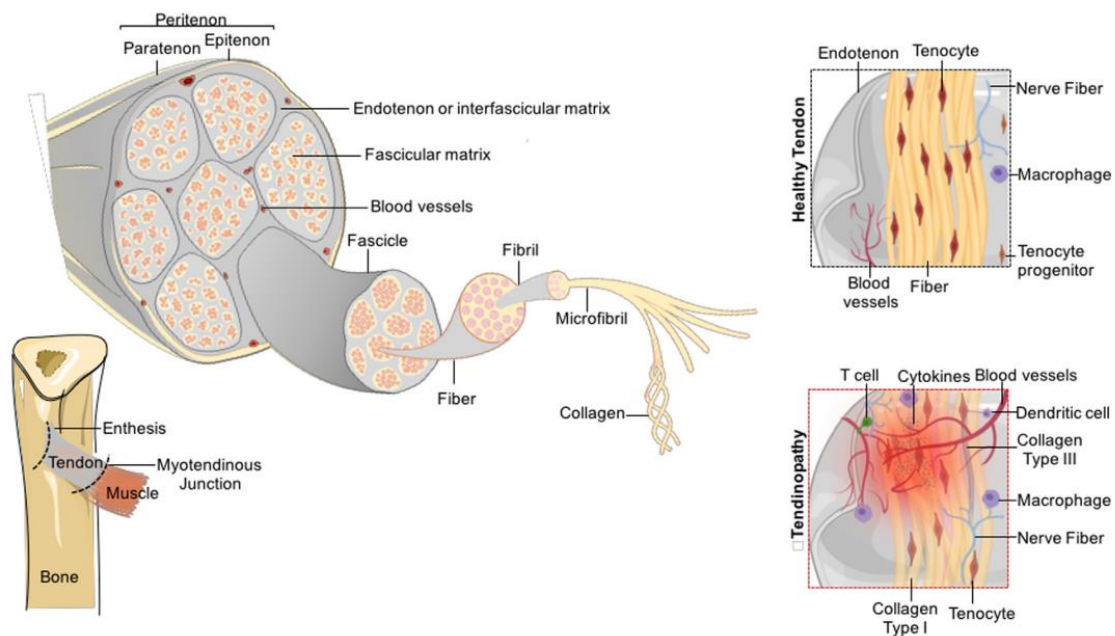 Peritenon
Paratenon
Epitenon
Endotenon or interfascicular matrix
Fascicular matrix
Blood vessels
Fascicle
Fibril
Microfibril
Fiber
Collagen
Enthesis
Tendon
Myotendinous
Junction
Muscle
Bone
Healthy Tendon
Endotenon
Tenocyte
Nerve Fiber
Macrophage
Tenocyte
progenitor
Blood
vessels
Fiber
Tendinopathy
T cell
Cytokines
Blood vessels
Dendritic cell
Collagen
Type III
Macrophage
Nerve Fiber
Collagen
Type I
Tenocyte